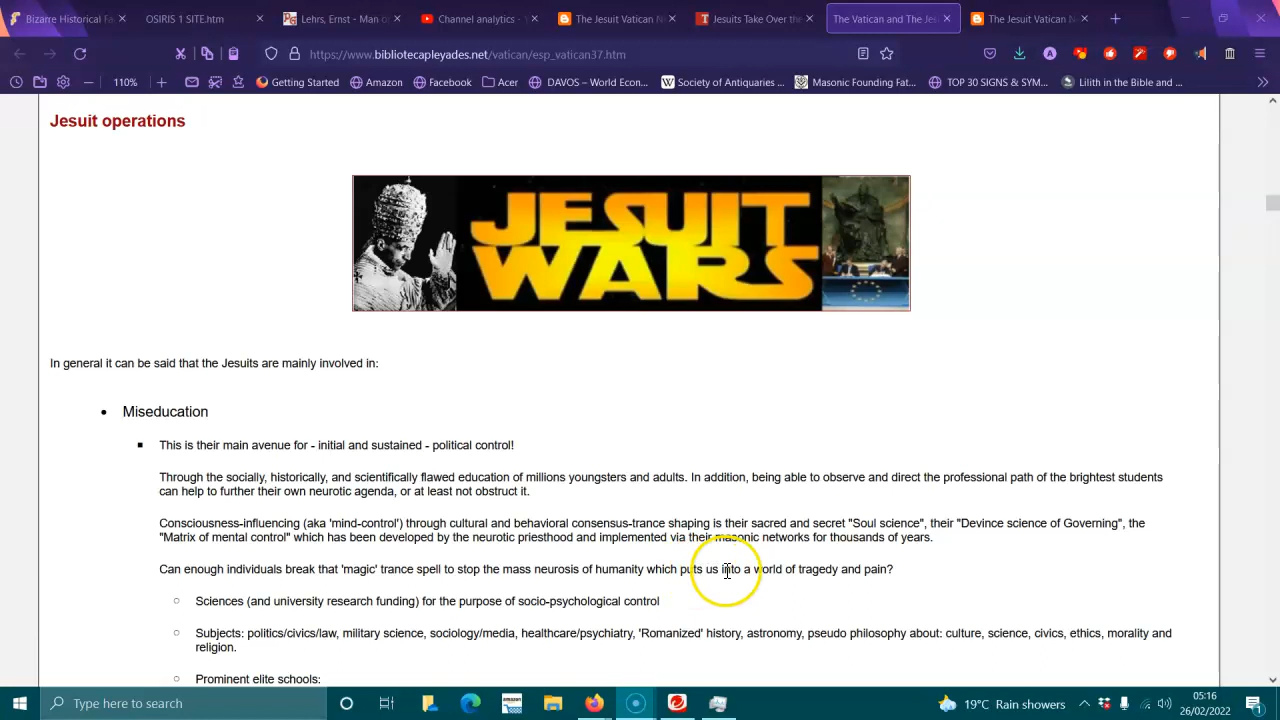 Bizarre Historical Fa
OSIRIS 1 SITE.htm
Lehrs, Ernst - Man o
Channel analytics -
The Jesuit Vatican N
Jesuits Take Over the
The Vatican and The Je
The Jesuit Vatican N
https://www.bibliotecapleyades.net/vatican/esp_vatican37.htm
110%
Getting Started
Amazon
Facebook
Acer
DAVOS – World Econ...
Society of Antiquaries ...
Masonic Founding Fat...
TOP 30 SIGNS & SYM...
Lilith in the Bible and ...
Jesuit operations
JESUIT
WARS
In general it can be said that the Jesuits are mainly involved in:
Miseducation
This is their main avenue for - initial and sustained - political control!
Through the socially, historically, and scientifically flawed education of millions youngsters and adults. In addition, being able to observe and direct the professional path of the brightest students
can help to further their own neurotic agenda, or at least not obstruct it.
Consciousness-influencing (aka 'mind-control') through cultural and behavioral consensus-trance shaping is their sacred and secret "Soul science", their "Devince science of Governing", the
"Matrix of mental control" which has been developed by the neurotic priesthood and implemented via their masonic networks for thousands of years.
Can enough individuals break that 'magic' trance spell to stop the mass neurosis of humanity which puts us into a world of tragedy and pain?
Sciences (and university research funding) for the purpose of socio-psychological control
Subjects: politics/civics/law, military science, sociology/media, healthcare/psychiatry, 'Romanized' history, astronomy, pseudo philosophy about: culture, science, civics, ethics, morality and
religion.
Prominent elite schools:
Type here to search
19°C Rain showers
05:16
26/02/2022